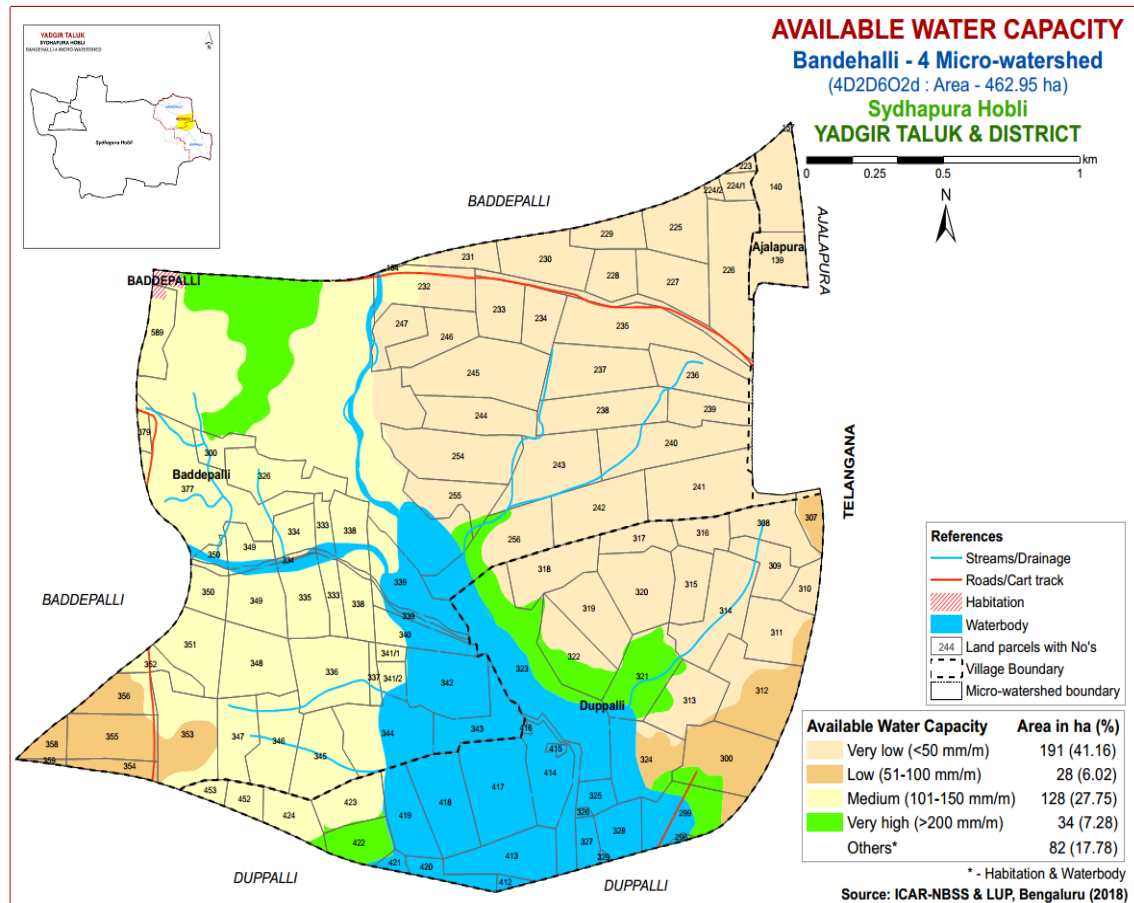 AVAILABLE WATER CAPACITY
Bandehalli - 4 Micro-watershed
(4D2D6O2d : Area - 462.95 ha)
Sydhapura Hobli
YADGIR TALUK & DISTRICT
km
0 0.25 0.5 1
N
YADGIR TALUK
SYDHAPURA HOBLI
BANDEHALLI-4 MICRO-WATERSHED
Sydhapura Hobli
BADDEPALLI
AJALAPURA
223
224/2 224/1
140
225
229
Ajalapura
139
231
230
226
228
227
BADDEPALLI
232
233
234
235
247
246
589
245
237
236
244
238
239
379
300
240
254
243
Baddepalli
326
377
241
TELANGANA
255
242
307
334
333
338
256
308
316
317
349
350
334
318
309
339
320
315
310
BADDEPALLI
350
349
335
333
338
319
314
339
311
340
351
322
341/1
352
348
336
323
321
337
341/2
342
356
313
312
Duppalli
353
343
355
347
346
344
416
358
415
345
324
300
354
359
414
417
453
452
423
418
325
424
419
299
326
328
422
327
296
413
421
420
329
412
DUPPALLI
DUPPALLI
References
Streams/Drainage
Roads/Cart track
Habitation
Waterbody
244 Land parcels with No's
Village Boundary
Micro-watershed boundary
Available Water Capacity Area in ha (%)
Very low (<50 mm/m) 191 (41.16)
Low (51-100 mm/m) 28 (6.02)
Medium (101-150 mm/m) 128 (27.75)
Very high (>200 mm/m) 34 (7.28)
Others* 82 (17.78)
* - Habitation & Waterbody
Source: ICAR-NBSS & LUP, Bengaluru (2018)